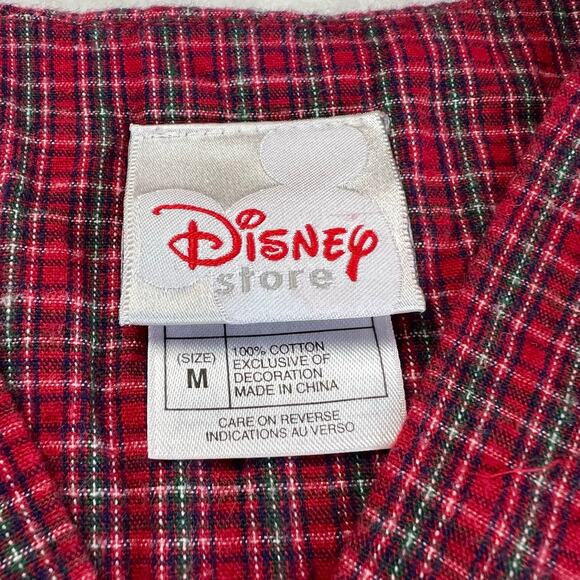 Disney
store
(SIZE)
M
100% COTTON
EXCLUSIVE OF
DECORATION
MADE IN CHINA
CARE ON REVERSE
INDICATIONS AU VERSO